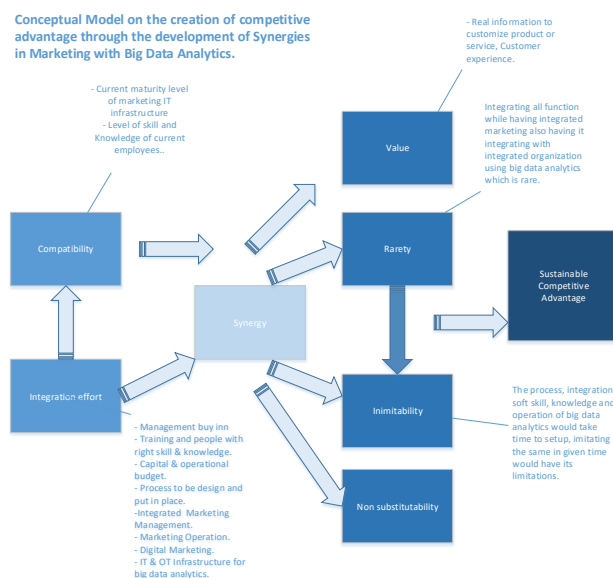 Conceptual Model on the creation of competitive
advantage through the development of Synergies
in Marketing with Big Data Analytics.
- Real information to
customize product or
service, Customer
experience.
- Current maturity level
of marketing IT
infrastructure
- Level of skill and
Knowledge of current
employees..
Value
Integrating all function
while having integrated
marketing also having it
integrating with
integrated organization
using big data analytics
which is rare.
Compatibility
Rarety
Sustainable
Competitive
Advantage
Synergy
Integration effort
Inimitability
The process, integration,
soft skill, knowledge and
operation of big data
analytics would take
time to setup, imitating
the same in given time
would have its
limitations.
- Management buy inn
- Training and people with
right skill & knowledge.
- Capital & operational
budget.
- Process to be design and
put in place.
-Integrated Marketing
Management.
- Marketing Operation.
- Digital Marketing.
- IT & OT Infrastructure for
big data analytics.
Non substitutability